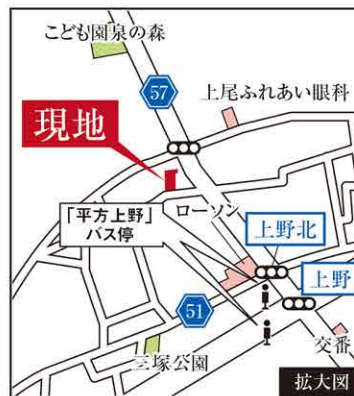 こども園泉の森
57
上尾ふれあい眼科
現地
ローソン
「平方上野」
バス停
上野北
上野
51
三塚公園
交番
拡大図